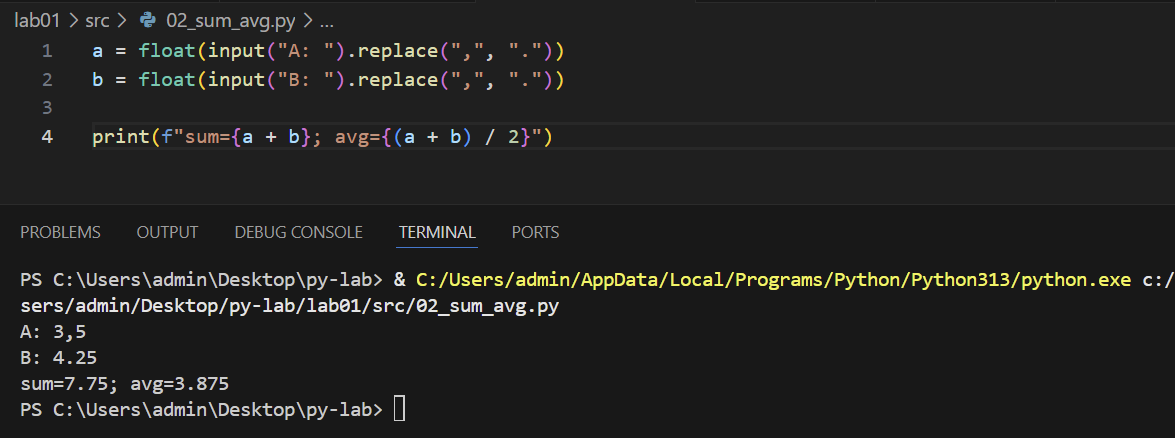 lab01 > src > 02_sum_avg.py > ...
1 a = float(input("A: ").replace(",", "."))
2 b = float(input("B: ").replace(",", "."))
3
4 print(f"sum={a + b}; avg={(a + b) / 2}")
PROBLEMS OUTPUT DEBUG CONSOLE TERMINAL PORTS
PS C:\Users\admin\Desktop\py-lab> & C:/Users/admin/AppData/Local/Programs/Python/Python313/python.exe c:/
sers/admin/Desktop/py-lab/lab01/src/02_sum_avg.py
A: 3,5
B: 4.25
sum=7.75; avg=3.875
PS C:\Users\admin\Desktop\py-lab>